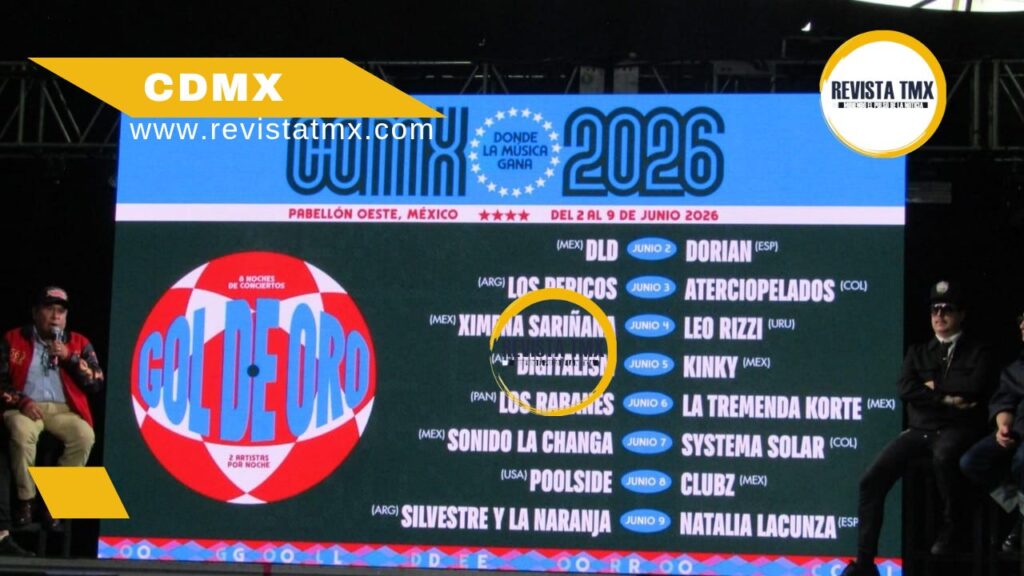 CDMX
www.revistatmx.com
REVISTA TMX
CDMX DONDE LA MÚSICA GANA 2026
PABELLÓN OESTE, MÉXICO ★★★★ DEL 2 AL 9 DE JUNIO 2026
8 NOCHES DE CONCIERTOS
GOL DE ORO
2 ARTISTAS POR NOCHE
(MEX) DLD JUNIO 2 DORIAN (ESP)
(ARG) LOS PERICOS JUNIO 3 ATERCIOPELADOS (COL)
(MEX) XIMENA SARIÑANA JUNIO 4 LEO RIZZI (URU)
DIGITALISM JUNIO 5 KINKY (MEX)
REVISTA TMX
(PAN) LOS RABANES JUNIO 6 LA TREMENDA KORTE (MEX)
(MEX) SONIDO LA CHANGA JUNIO 7 SYSTEMA SOLAR (COL)
(USA) POOLSIDE JUNIO 8 CLUBZ (MEX)
(ARG) SILVESTRE Y LA NARANJA JUNIO 9 NATALIA LACUNZA (ESP